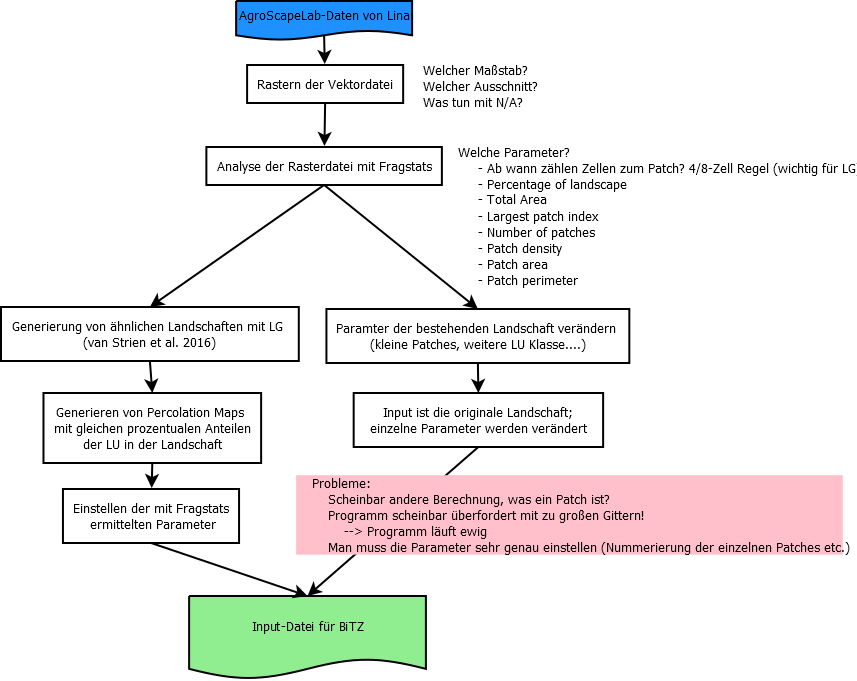 AgroScapeLab-Daten von Lina
Rastern der Vektordatei
Welcher Maßstab?
Welcher Ausschnitt?
Was tun mit N/A?
Analyse der Rasterdatei mit Fragstats
Welche Parameter?
- Ab wann zählen Zellen zum Patch? 4/8-Zell Regel (wichtig für LG
- Percentage of landscape
- Total Area
- Largest patch index
- Number of patches
- Patch density
- Patch area
- Patch perimeter
Generierung von ähnlichen Landschaften mit LG
(van Strien et al. 2016)
Paramter der bestehenden Landschaft verändern
(kleine Patches, weitere LU Klasse....)
Generieren von Percolation Maps
mit gleichen prozentualen Anteilen
der LU in der Landschaft
Input ist die originale Landschaft;
einzelne Parameter werden verändert
Einstellen der mit Fragstats
ermittelten Parameter
Probleme:
Scheinbar andere Berechnung, was ein Patch ist?
Programm scheinbar überfordert mit zu großen Gittern!
--> Programm läuft ewig
Man muss die Parameter sehr genau einstellen (Nummerierung der einzelnen Patches etc.)
Input-Datei für BiTZ